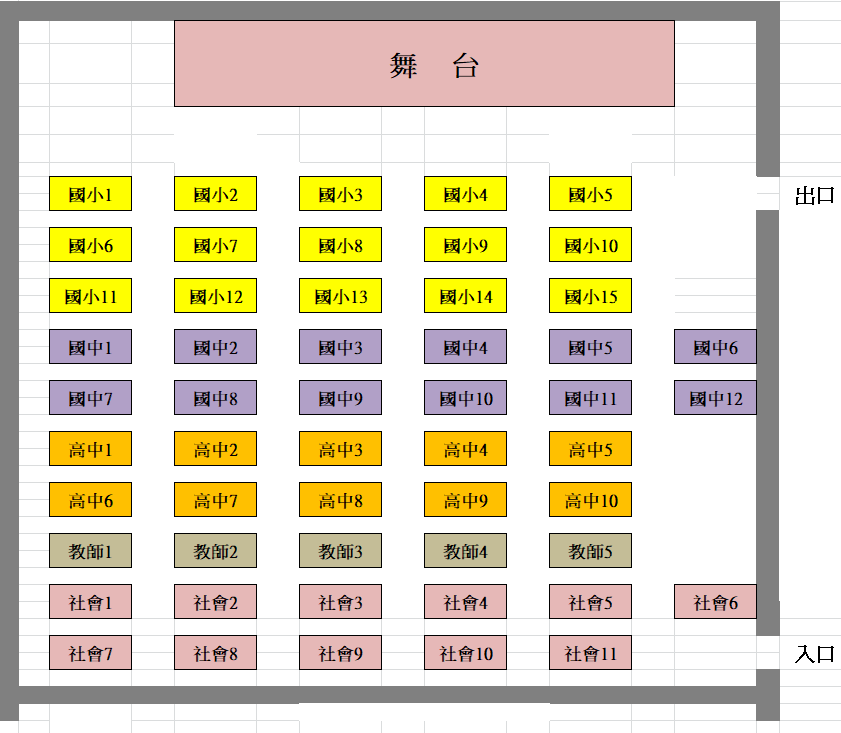 舞 台
國小1 國小2 國小3 國小4 國小5 出口
國小6 國小7 國小8 國小9 國小10
國小11 國小12 國小13 國小14 國小15
國中1 國中2 國中3 國中4 國中5 國中6
國中7 國中8 國中9 國中10 國中11 國中12
高中1 高中2 高中3 高中4 高中5
高中6 高中7 高中8 高中9 高中10
教師1 教師2 教師3 教師4 教師5
社會1 社會2 社會3 社會4 社會5 社會6
社會7 社會8 社會9 社會10 社會11 入口